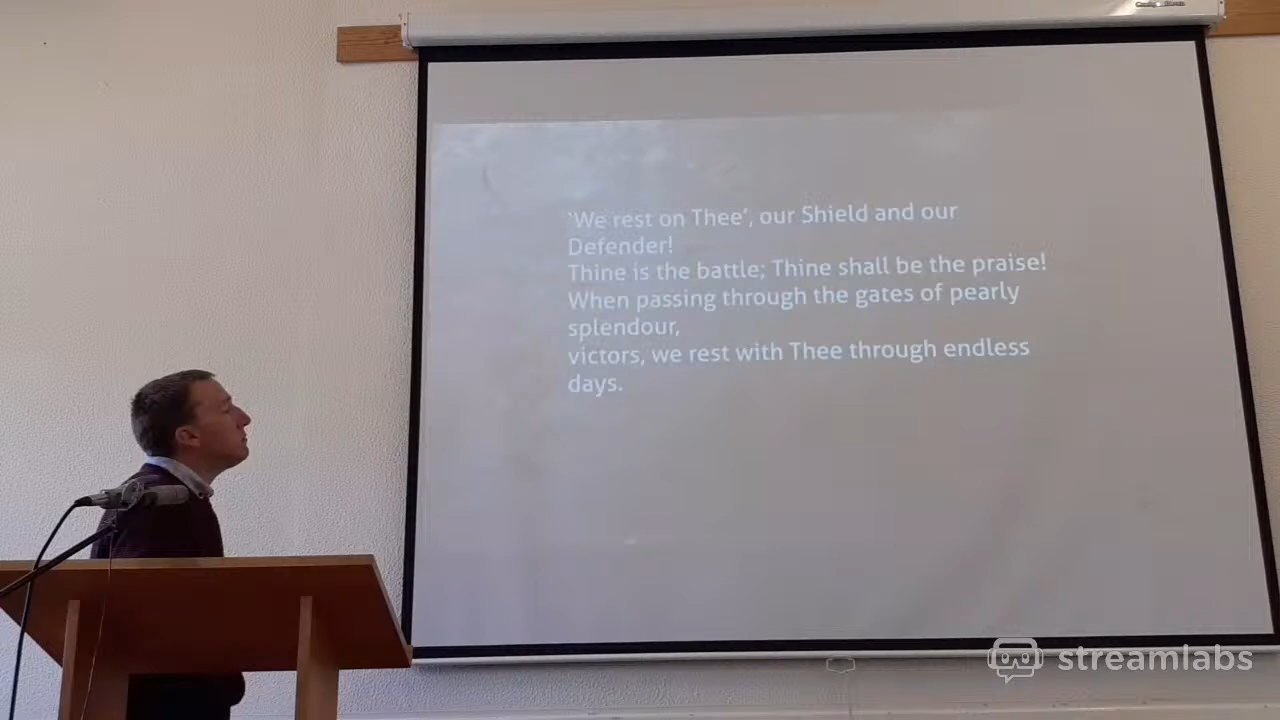 'We rest on Thee', our Shield and our
Defender!
Thine is the battle; Thine shall be the praise!
When passing through the gates of pearly
splendour,
victors, we rest with Thee through endless
days.
streamlabs